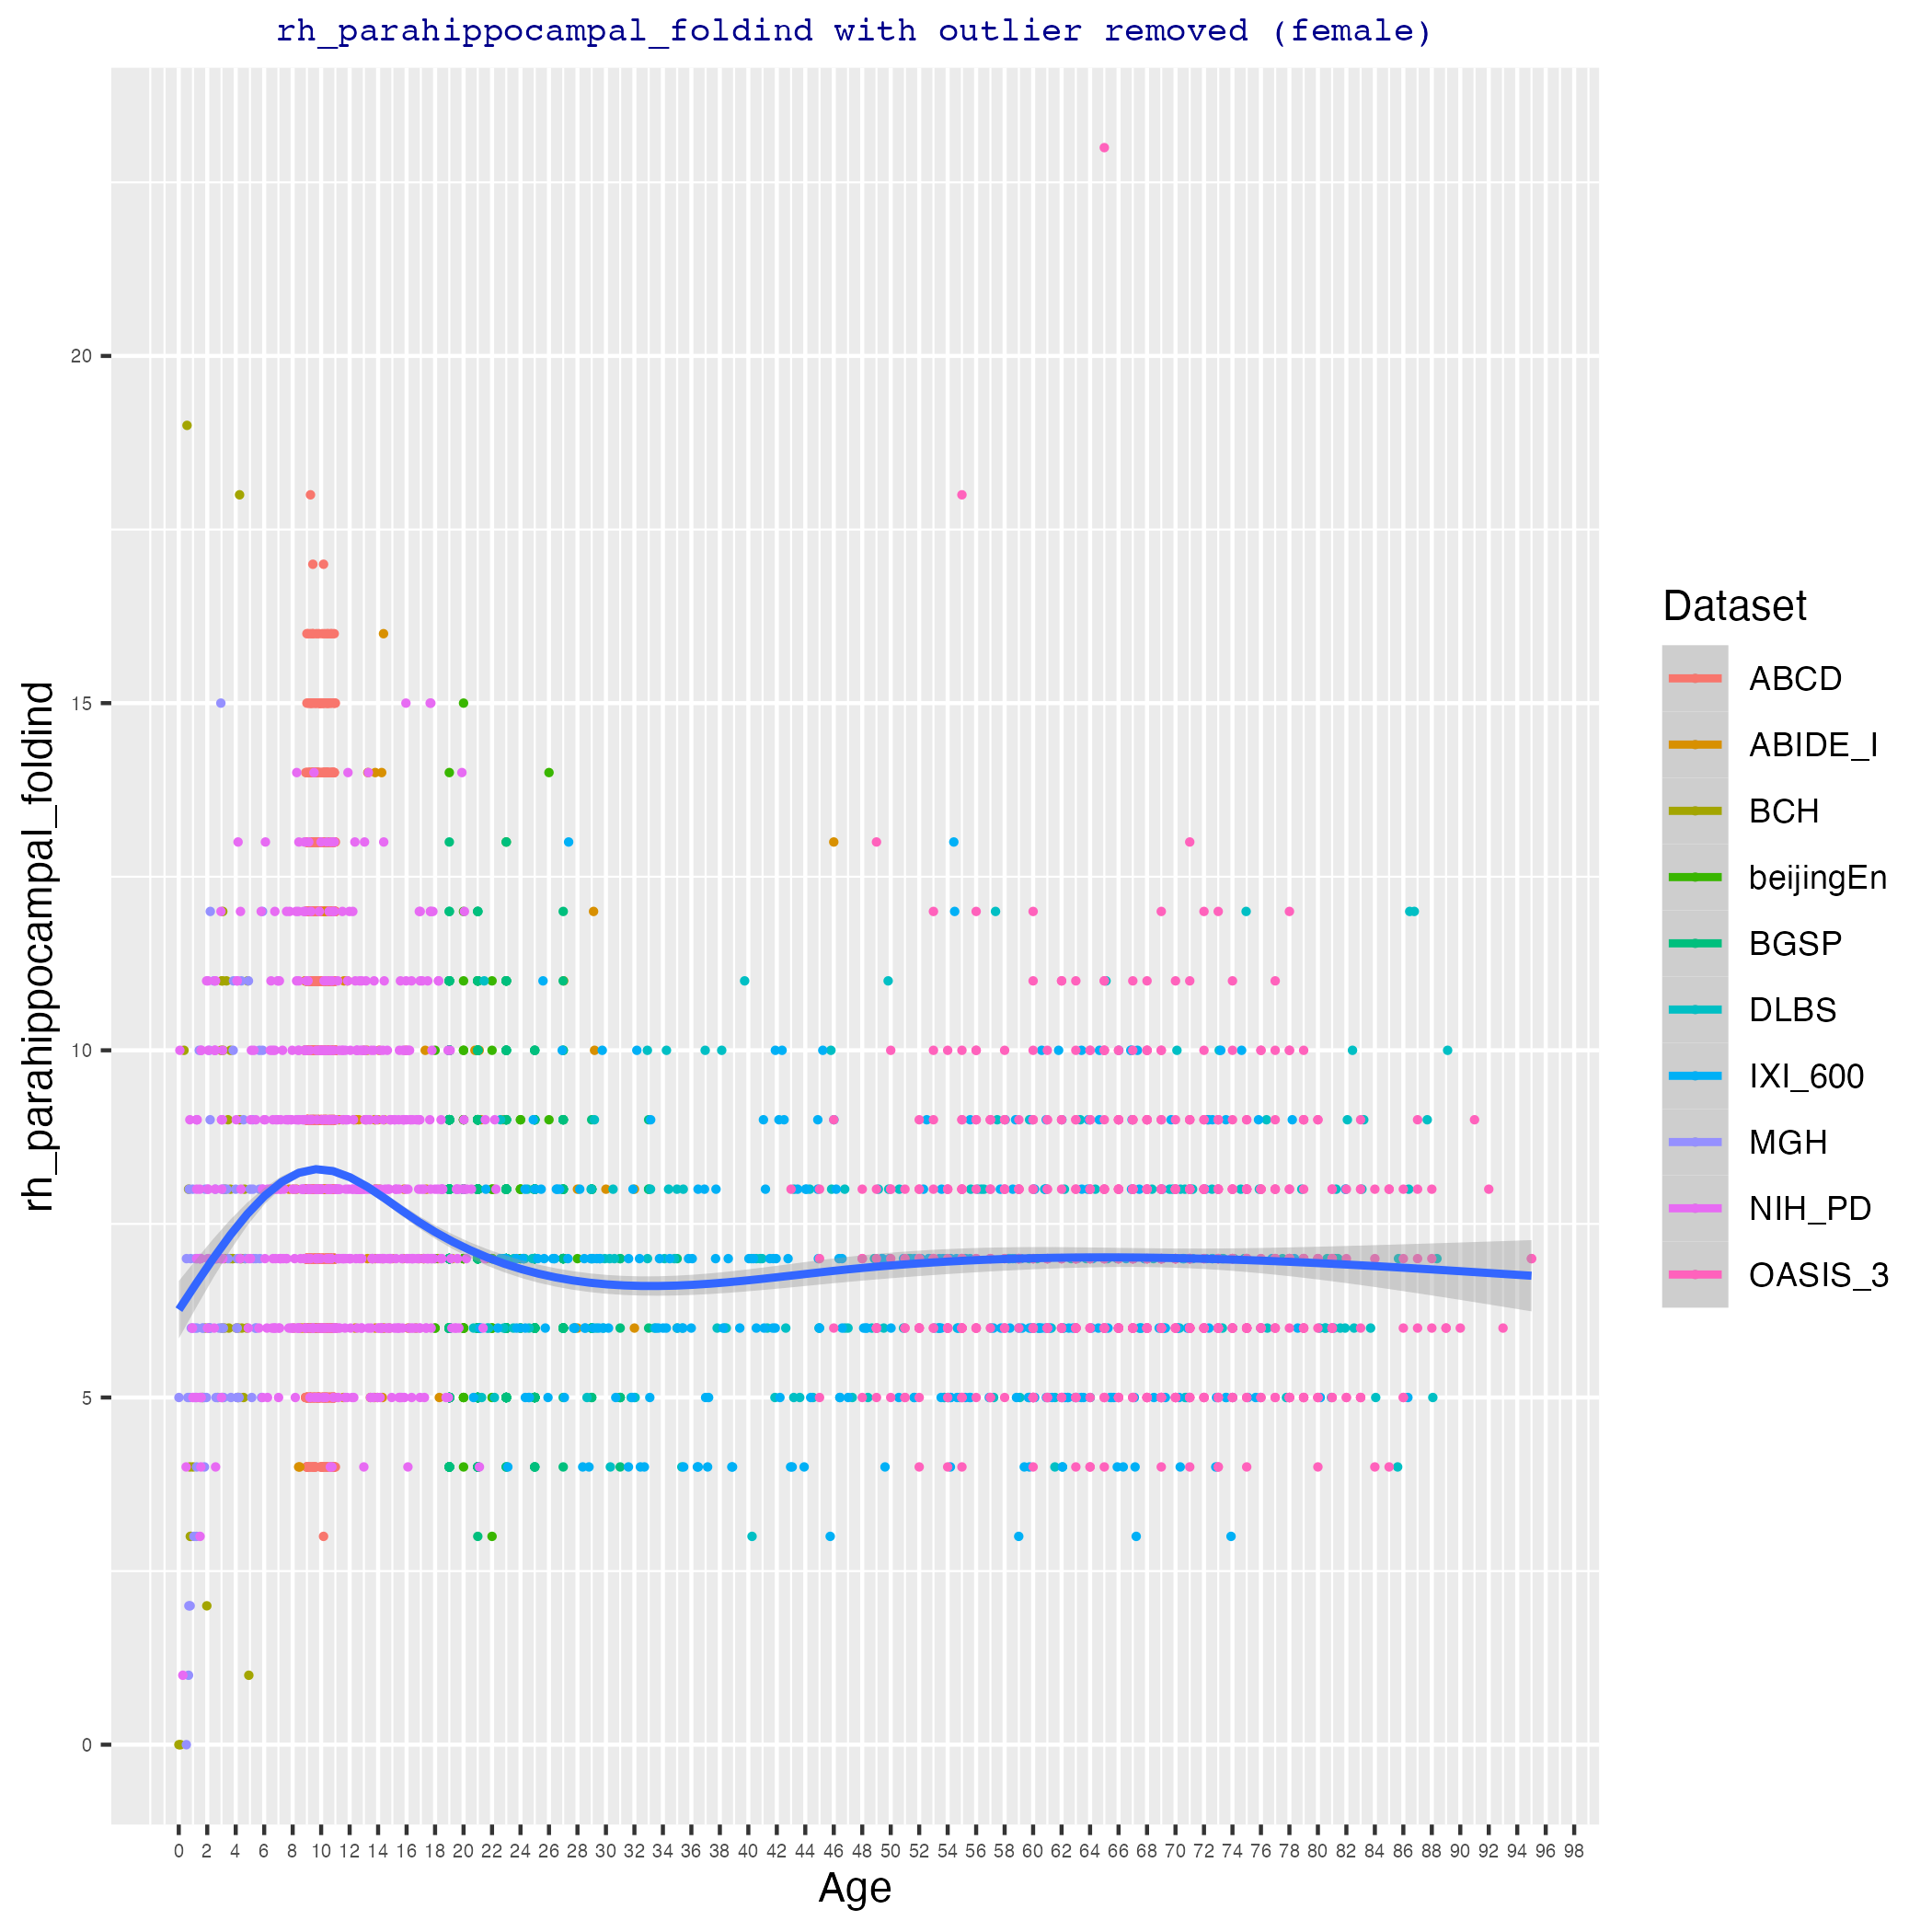 rh_parahippocampal_foldind with outlier removed (female)
rh_parahippocampal_foldind
20
15
10
5
0
0 2 4 6 8 10 12 14 16 18 20 22 24 26 28 30 32 34 36 38 40 42 44 46 48 50 52 54 56 58 60 62 64 66 68 70 72 74 76 78 80 82 84 86 88 90 92 94 96 98
Age
Dataset
ABCD
ABIDE_I
BCH
beijingEn
BGSP
DLBS
IXI_600
MGH
NIH_PD
OASIS_3